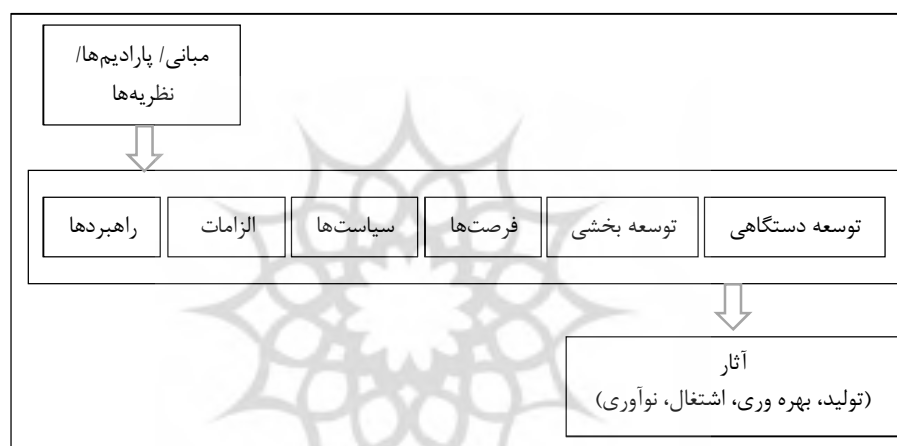 مبانی/ پارادیم‌ها/
نظریه‌ها
توسعه دستگاهی
توسعه بخشی
فرصت‌ها
سیاست‌ها
الزامات
راهبردها
آثار
(تولید، بهره وری، اشتغال، نوآوری)